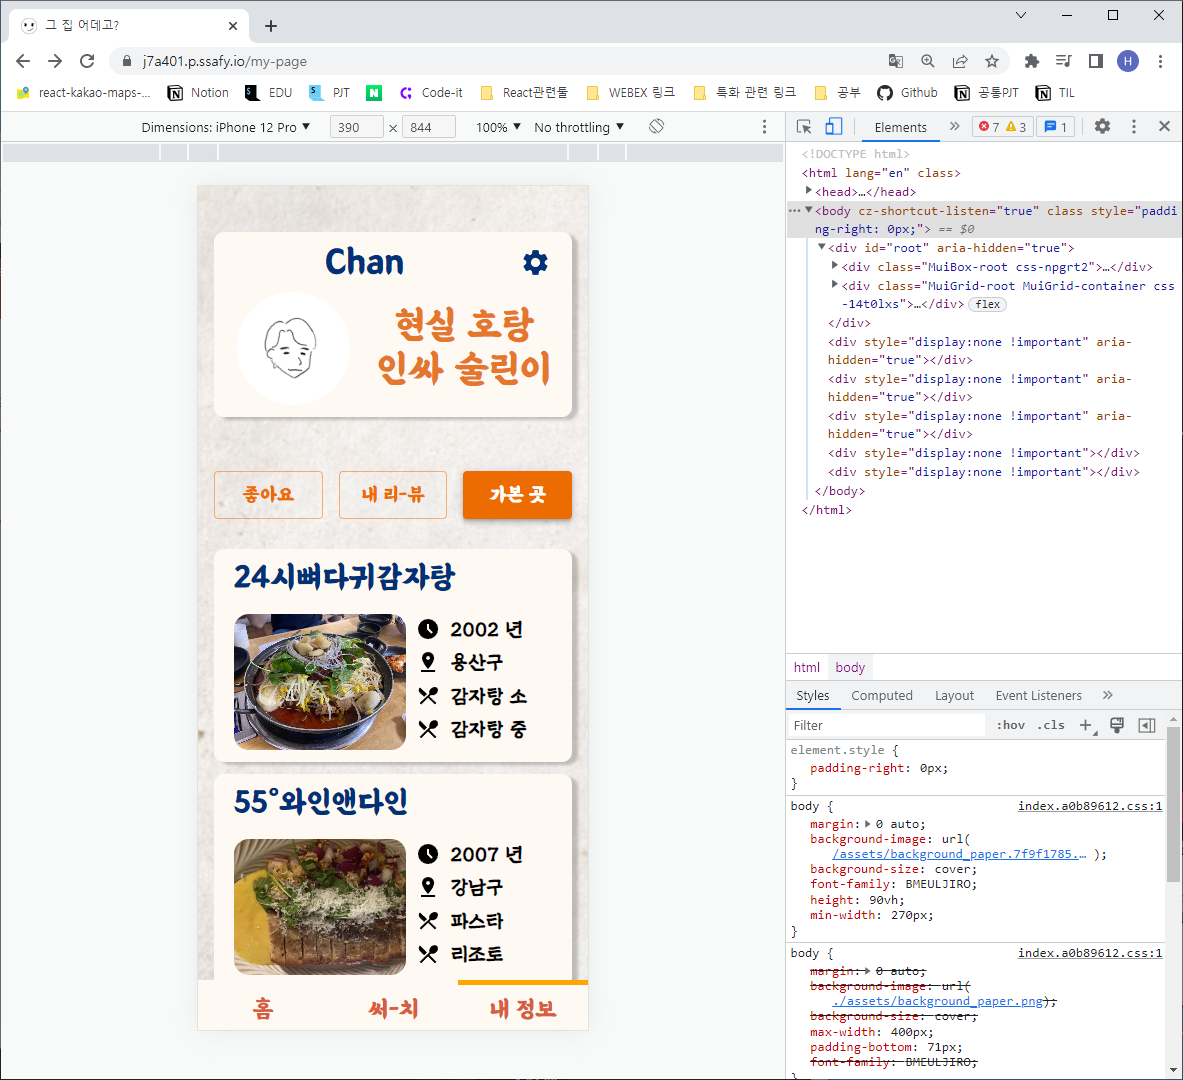 그 집 어데고?
j7a401.p.ssafy.io/my-page
H
react-kakao-maps-...
Notion
EDU
PJT
Code-it
React관련툴
WEBEX 링크
특화 관련 링크
공부
Github
공통PJT
TIL
Dimensions: iPhone 12 Pro ▼ 390 × 844 100% ▼ No throttling ▼
Elements
7 3 1
Chan
현실 호탕
인싸 술린이
좋아요
내 리-뷰
가본 곳
24시뼈다귀감자탕
2002 년
용산구
감자탕 소
감자탕 중
55°와인앤다인
2007 년
강남구
파스타
리조토
홈
써-치
내 정보
<!DOCTYPE html>
<html lang="en" class>
<head>…</head>
<body cz-shortcut-listen="true" class style="paddi
ng-right: 0px;"> == $0
<div id="root" aria-hidden="true">
<div class="MuiBox-root css-npgrt2">…</div>
<div class="MuiGrid-root MuiGrid-container css
-14t0lxs">…</div> flex
</div>
<div style="display:none !important" aria-
hidden="true"></div>
<div style="display:none !important" aria-
hidden="true"></div>
<div style="display:none !important" aria-
hidden="true"></div>
<div style="display:none !important"></div>
<div style="display:none !important"></div>
</body>
</html>
html body
Styles Computed Layout Event Listeners
Filter :hov .cls
element.style {
padding-right: 0px;
}
body { index.a0b89612.css:1
margin: 0 auto;
background-image: url(
/assets/background_paper.7f9f1785.… );
background-size: cover;
font-family: BMEULJIRO;
height: 90vh;
min-width: 270px;
}
body { index.a0b89612.css:1
margin: 0 auto;
background-image: url(
./assets/background_paper.png);
background-size: cover;
max-width: 400px;
padding-bottom: 71px;
font-family: BMEULJIRO;
}